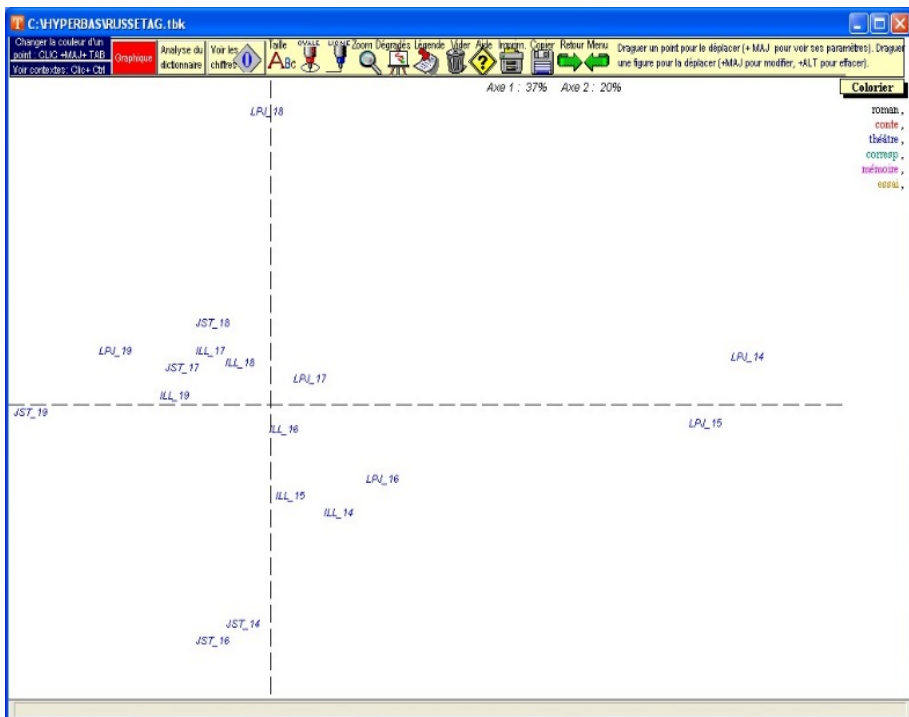 C:\HYPERBAS\RUSSETAG.tbk
Changer la couleur d'un
point : CLIC +MAJ+ TAB
Voir contextes: Clic+ Ctrl
Graphique
Analyse du
dictionnaire
Voir les
chiffres
0
Taille OVALE LIGNE Zoom Dégradés Légende Vider Aide Imprim. Copier Retour Menu
ABc
?
Draguer un point pour le déplacer (+ MAJ pour voir ses paramètres). Draguer
une figure pour la déplacer (+MAJ pour modifier, +ALT pour effacer).
Axe 1 : 37% Axe 2 : 20%
Colorier
roman ,
conte ,
théâtre ,
corresp ,
mémoire ,
essai ,
LPJ_18
JST_18
LPJ_19 ILL_17 LPJ_14
JST_17 ILL_18
LPJ_17
ILL_19
JST_19
LPJ_15
ILL_16
LPJ_16
ILL_15
ILL_14
JST_14
JST_16